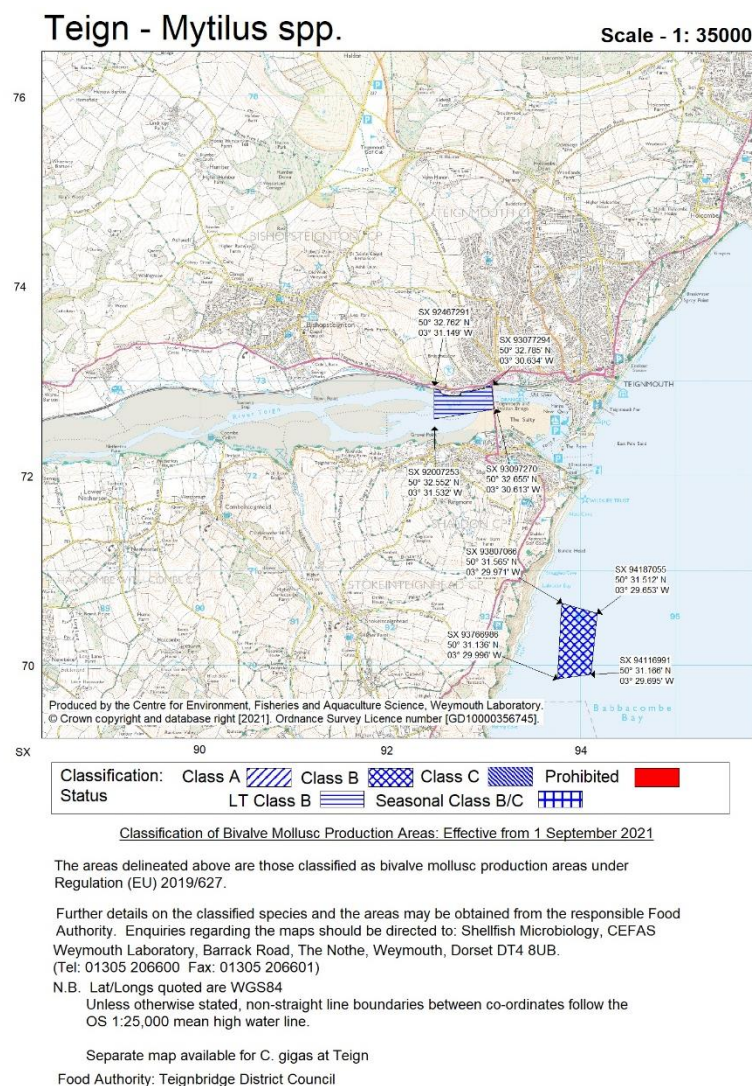 Teign - Mytilus spp.
Scale - 1: 35000
76
74
72
70
SX
90
92
94
BISHOPSTEIGNTON
Bishopsteignton
TEIGNMOUTH
River Teign
The Salty
SX 92467291
50° 32.762' N
03° 31.149' W
SX 93077294
50° 32.785' N
03° 30.634' W
SX 92007253
50° 32.552' N
03° 31.532' W
SX 93097270
50° 32.655' N
03° 30.613' W
SX 93807066
50° 31.565' N
03° 29.971' W
SX 94187055
50° 31.512' N
03° 29.653' W
SX 93766986
50° 31.136' N
03° 29.996' W
SX 94116991
50° 31.166' N
03° 29.695' W
STOKEINTEIGNHEAD
Babbacombe
Bay
Produced by the Centre for Environment, Fisheries and Aquaculture Science, Weymouth Laboratory.
© Crown copyright and database right [2021]. Ordnance Survey Licence number [GD10000356745].
Classification: Class A Class B Class C Prohibited
Status LT Class B Seasonal Class B/C
Classification of Bivalve Mollusc Production Areas: Effective from 1 September 2021
The areas delineated above are those classified as bivalve mollusc production areas under
Regulation (EU) 2019/627.
Further details on the classified species and the areas may be obtained from the responsible Food
Authority. Enquiries regarding the maps should be directed to: Shellfish Microbiology, CEFAS
Weymouth Laboratory, Barrack Road, The Nothe, Weymouth, Dorset DT4 8UB.
(Tel: 01305 206600 Fax: 01305 206601)
N.B. Lat/Longs quoted are WGS84
Unless otherwise stated, non-straight line boundaries between co-ordinates follow the
OS 1:25,000 mean high water line.
Separate map available for C. gigas at Teign
Food Authority: Teignbridge District Council